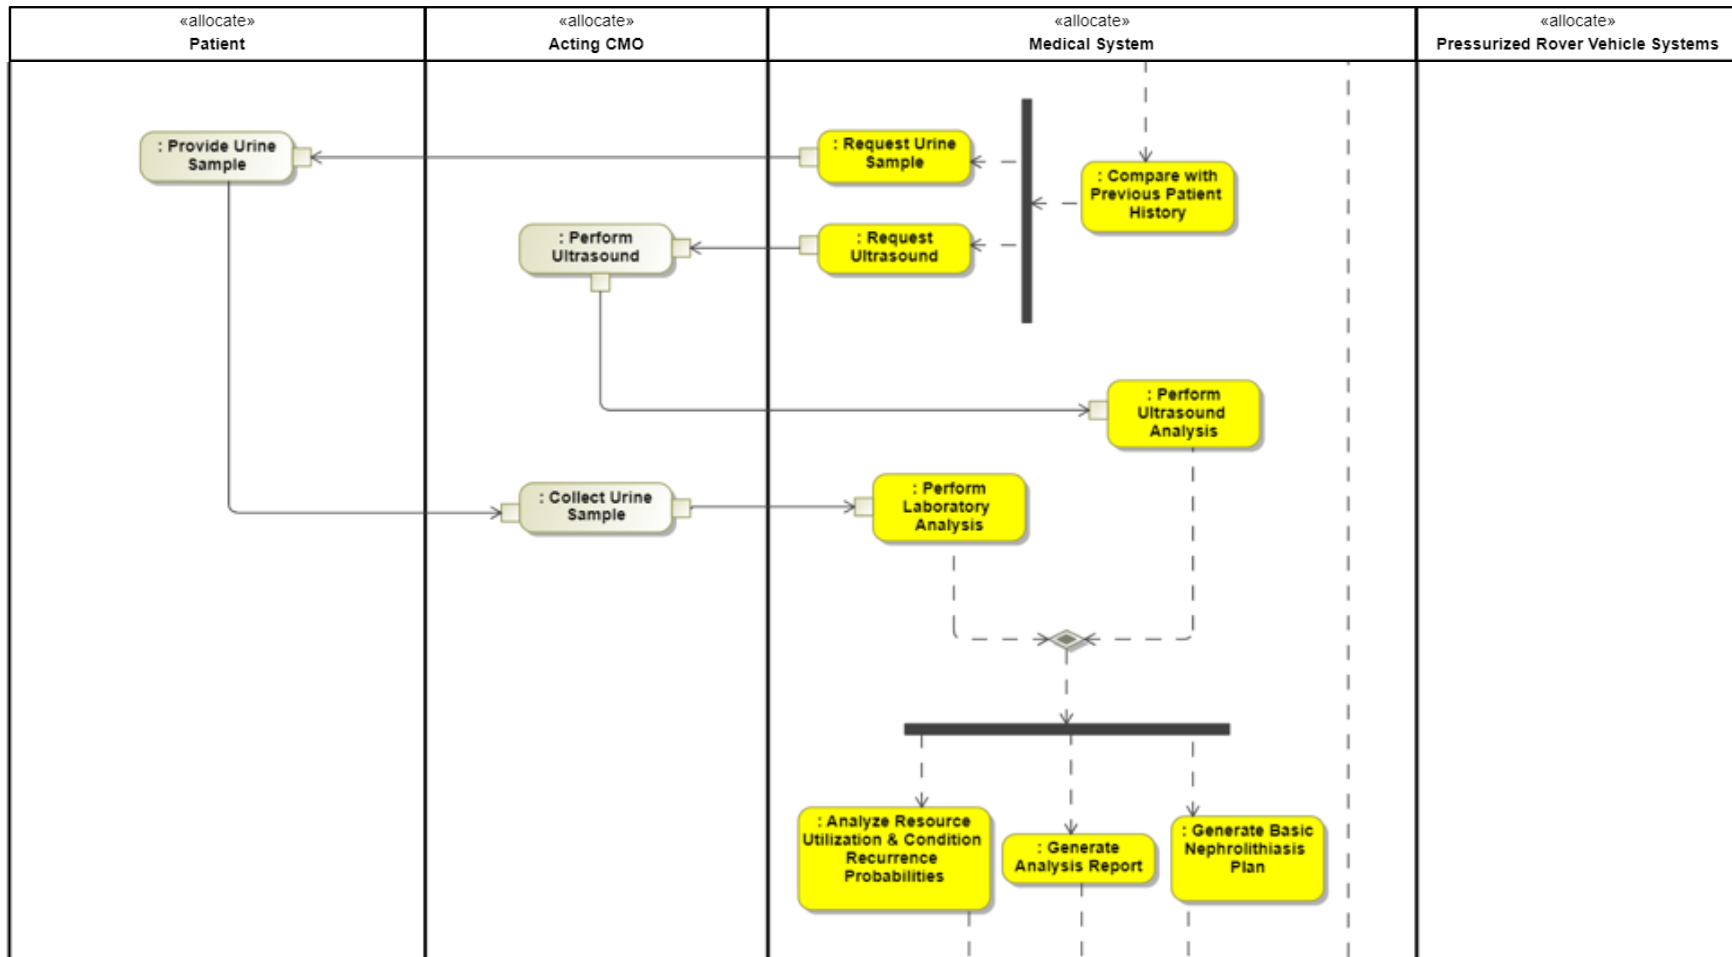 «allocate»
Patient
«allocate»
Acting CMO
«allocate»
Medical System
«allocate»
Pressurized Rover Vehicle Systems
: Provide Urine
Sample
: Request Urine
Sample
: Compare with
Previous Patient
History
: Perform
Ultrasound
: Request
Ultrasound
: Perform
Ultrasound
Analysis
: Collect Urine
Sample
: Perform
Laboratory
Analysis
: Analyze Resource
Utilization & Condition
Recurrence
Probabilities
: Generate
Analysis Report
: Generate Basic
Nephrolithiasis
Plan